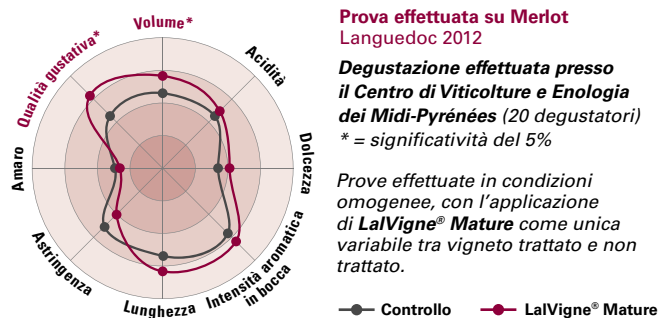 Volume*
Acidità
Dolcezza
Intensità aromatica
in bocca
Lunghezza
Astringenza
Amaro
Qualità gustativa*
Prova effettuata su Merlot
Languedoc 2012
Degustazione effettuata presso
il Centro di Viticolture e Enologia
dei Midi-Pyrénées (20 degustatori)
* = significatività del 5%
Prove effettuate in condizioni
omogenee, con l’applicazione
di LalVigne® Mature come unica
variabile tra vigneto trattato e non
trattato.
Controllo
LalVigne® Mature